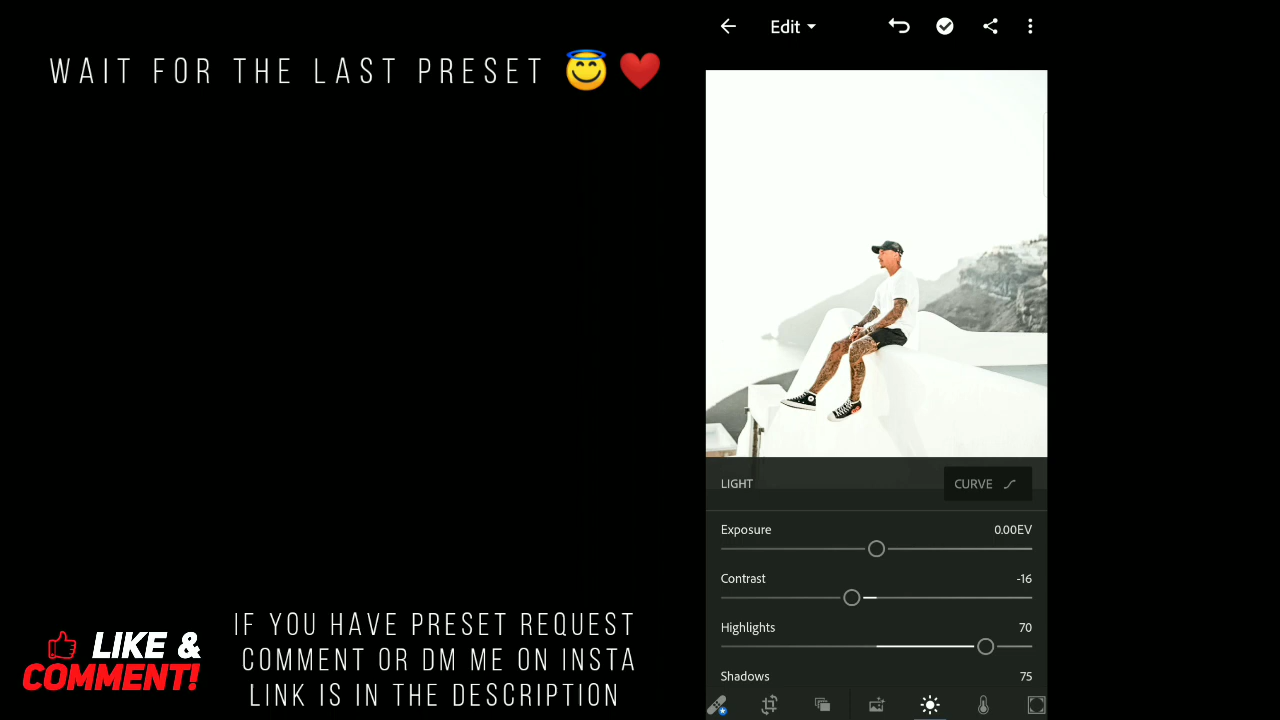 WAIT FOR THE LAST PRESET 😇 ❤️
Edit
LIGHT
CURVE
Exposure 0.00EV
Contrast -16
Highlights 70
Shadows 75
LIKE &
COMMENT!
IF YOU HAVE PRESET REQUEST
COMMENT OR DM ME ON INSTA
LINK IS IN THE DESCRIPTION